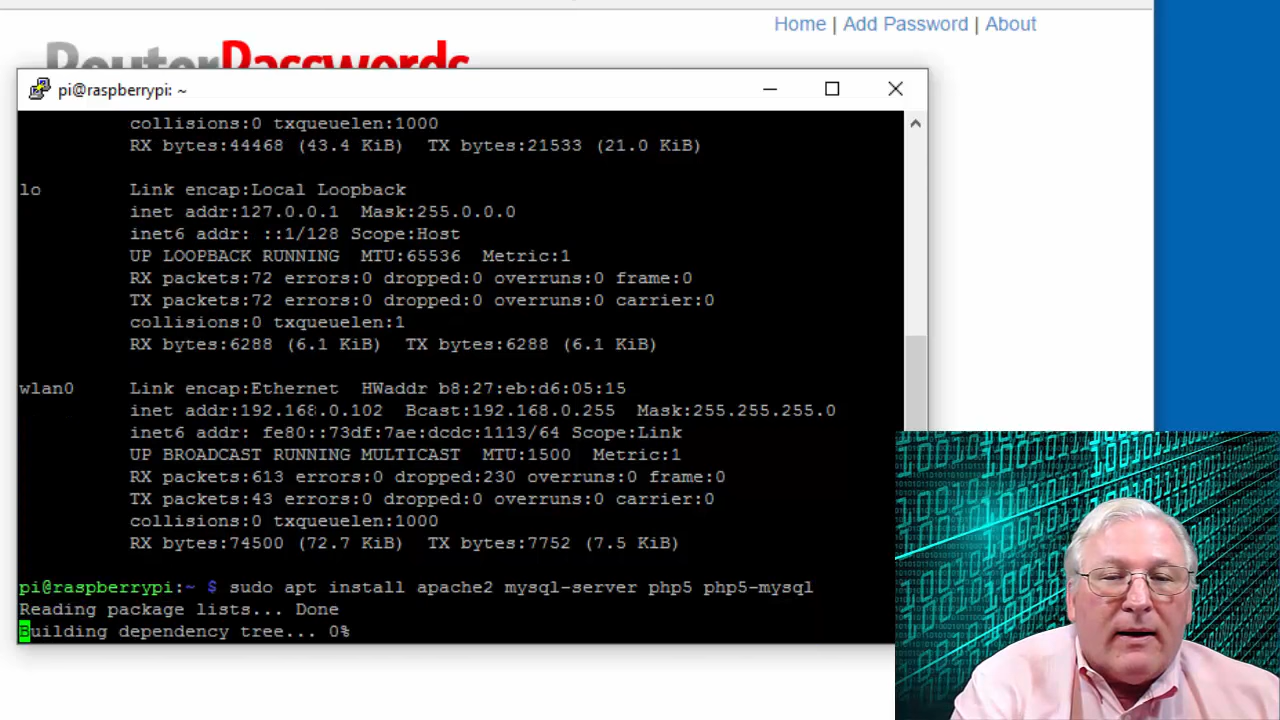 Home | Add Password | About
RouterPasswords
pi@raspberrypi: ~
collisions:0 txqueuelen:1000
RX bytes:44468 (43.4 KiB)  TX bytes:21533 (21.0 KiB)
lo Link encap:Local Loopback
inet addr:127.0.0.1  Mask:255.0.0.0
inet6 addr: ::1/128 Scope:Host
UP LOOPBACK RUNNING  MTU:65536  Metric:1
RX packets:72 errors:0 dropped:0 overruns:0 frame:0
TX packets:72 errors:0 dropped:0 overruns:0 carrier:0
collisions:0 txqueuelen:1
RX bytes:6288 (6.1 KiB)  TX bytes:6288 (6.1 KiB)
wlan0 Link encap:Ethernet  HWaddr b8:27:eb:d6:05:15
inet addr:192.168.0.102  Bcast:192.168.0.255  Mask:255.255.255.0
inet6 addr: fe80::73df:7ae:dcdc:1113/64 Scope:Link
UP BROADCAST RUNNING MULTICAST  MTU:1500  Metric:1
RX packets:613 errors:0 dropped:230 overruns:0 frame:0
TX packets:43 errors:0 dropped:0 overruns:0 carrier:0
collisions:0 txqueuelen:1000
RX bytes:74500 (72.7 KiB)  TX bytes:7752 (7.5 KiB)
pi@raspberrypi:~ $ sudo apt install apache2 mysql-server php5 php5-mysql
Reading package lists... Done
Building dependency tree... 0%